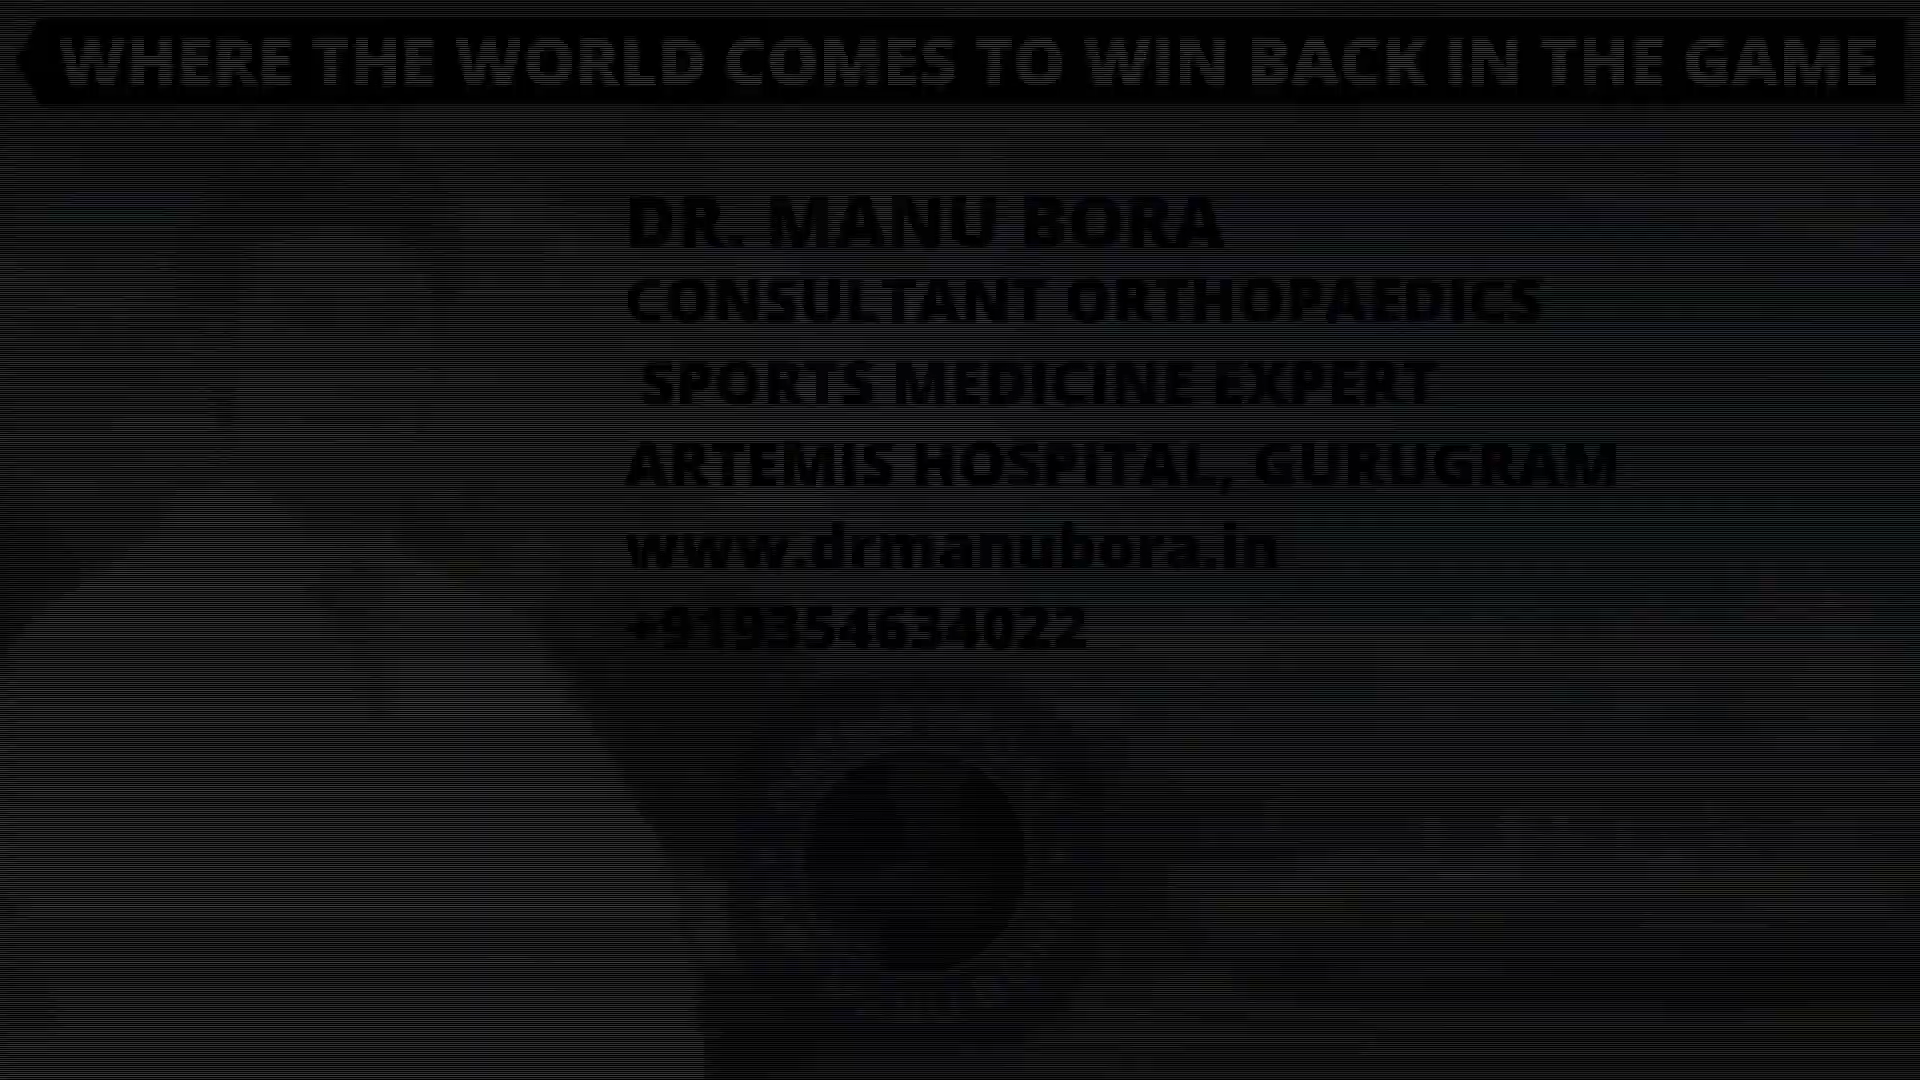 WHERE THE WORLD COMES TO WIN BACK IN THE GAME
DR. MANU BORA
CONSULTANT ORTHOPAEDICS
SPORTS MEDICINE EXPERT
ARTEMIS HOSPITAL, GURUGRAM
www.drmanubora.in
+919354634022